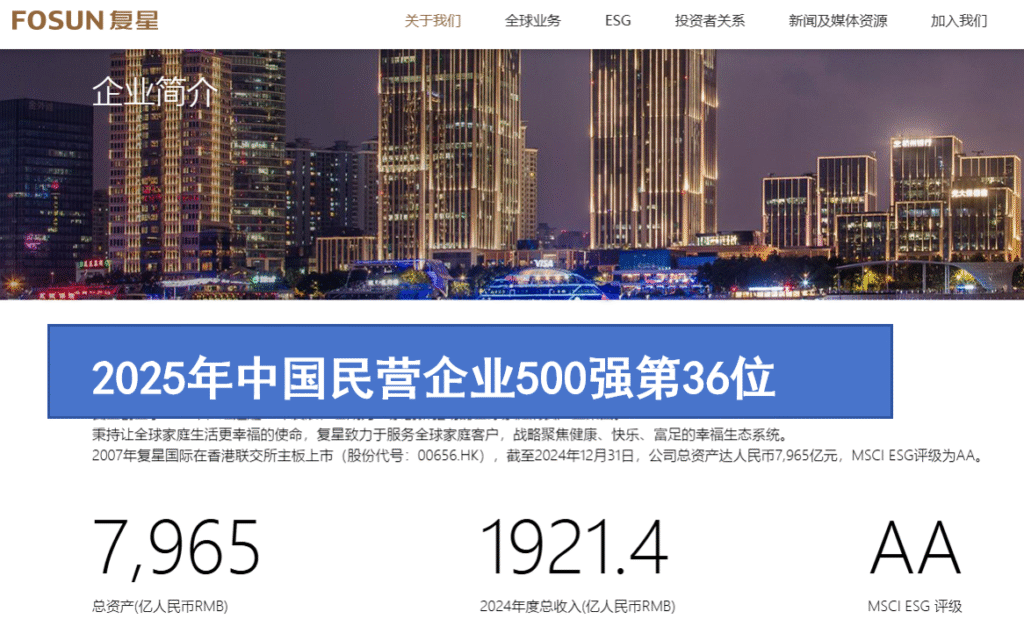 FOSUN 复星
关于我们 全球业务 ESG 投资者关系 新闻及媒体资源 加入我们
企业简介
VISA
2025年中国民营企业500强第36位
秉持让全球家庭生活更幸福的使命，复星致力于服务全球家庭客户，战略聚焦健康、快乐、富足的幸福生态系统。
2007年复星国际在香港联交所主板上市（股份代号：00656.HK），截至2024年12月31日，公司总资产达人民币7,965亿元，MSCI ESG评级为AA。
7,965 1921.4 AA
总资产(亿人民币RMB) 2024年度总收入(亿人民币RMB) MSCI ESG 评级